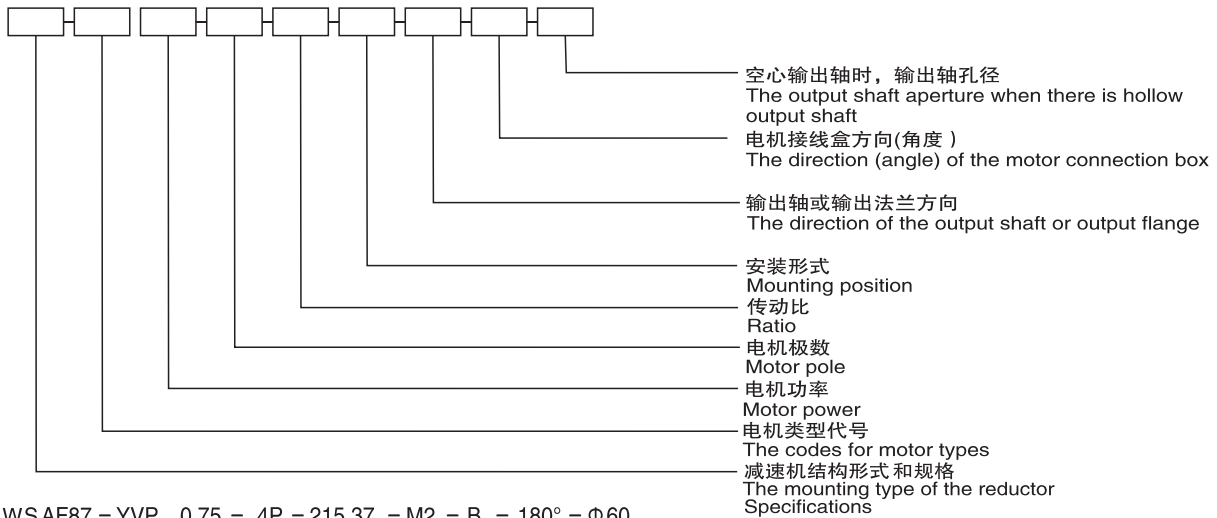 空心输出轴时，输出轴孔径
The output shaft aperture when there is hollow
output shaft
电机接线盒方向(角度 )
The direction (angle) of the motor connection box
输出轴或输出法兰方向
The direction of the output shaft or output flange
安装形式
Mounting position
传动比
Ratio
电机极数
Motor pole
电机功率
Motor power
电机类型代号
The codes for motor types
减速机结构形式和规格
The mounting type of the reductor
Specifications
WSAF87 – YVP 0.75 – 4P – 215.37 – M2 – B – 180° – Φ60